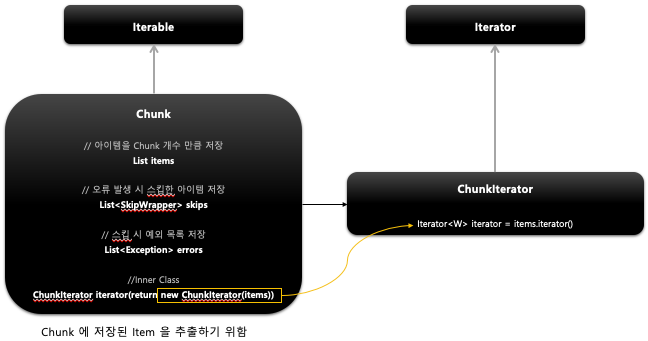 Iterable
Iterator
Chunk
// 아이템을 Chunk 개수 만큼 저장
List items
// 오류 발생 시 스킵한 아이템 저장
List<SkipWrapper> skips
// 스킵 시 예외 목록 저장
List<Exception> errors
//Inner Class
ChunkIterator iterator(return new ChunkIterator(items))
ChunkIterator
Iterator<W> iterator = items.iterator()
Chunk 에 저장된 Item 을 추출하기 위함